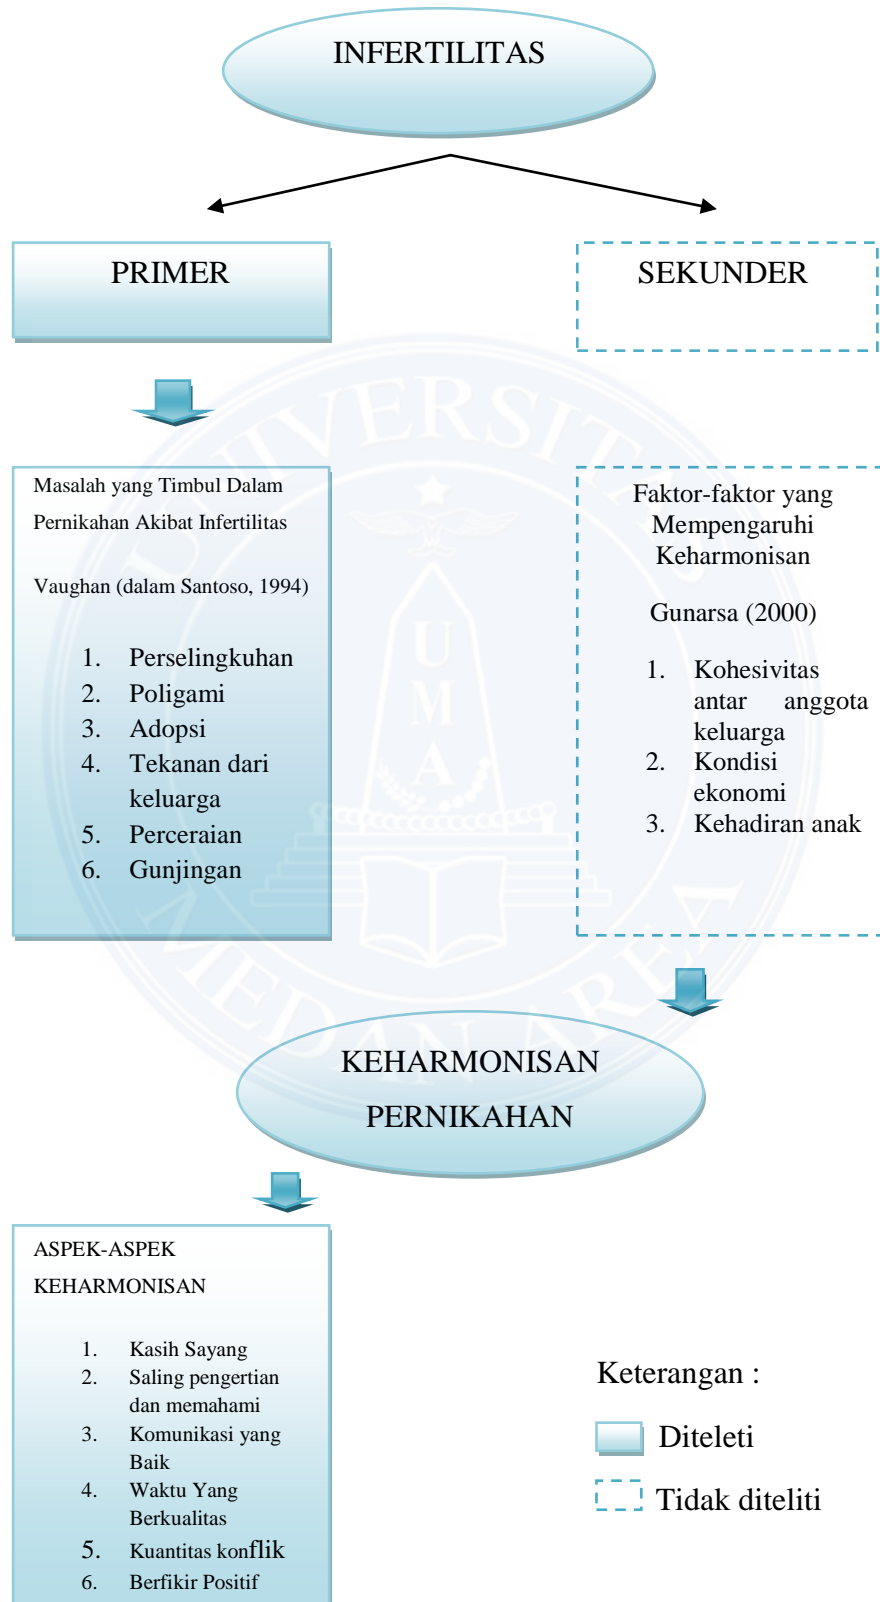 INFERTILITAS
PRIMER
SEKUNDER
Masalah yang Timbul Dalam
Pernikahan Akibat Infertilitas
Vaughan (dalam Santoso, 1994)
1. Perselingkuhan
2. Poligami
3. Adopsi
4. Tekanan dari
keluarga
5. Perceraian
6. Gunjingan
Faktor-faktor yang
Mempengaruhi
Keharmonisan
Gunarsa (2000)
1. Kohesivitas
antar anggota
keluarga
2. Kondisi
ekonomi
3. Kehadiran anak
UNIVERSITAS
UMA
MEDAN AREA
KEHARMONISAN
PERNIKAHAN
ASPEK-ASPEK
KEHARMONISAN
1. Kasih Sayang
2. Saling pengertian
dan memahami
3. Komunikasi yang
Baik
4. Waktu Yang
Berkualitas
5. Kuantitas konflik
6. Berfikir Positif
Keterangan :
Diteleti
Tidak diteliti